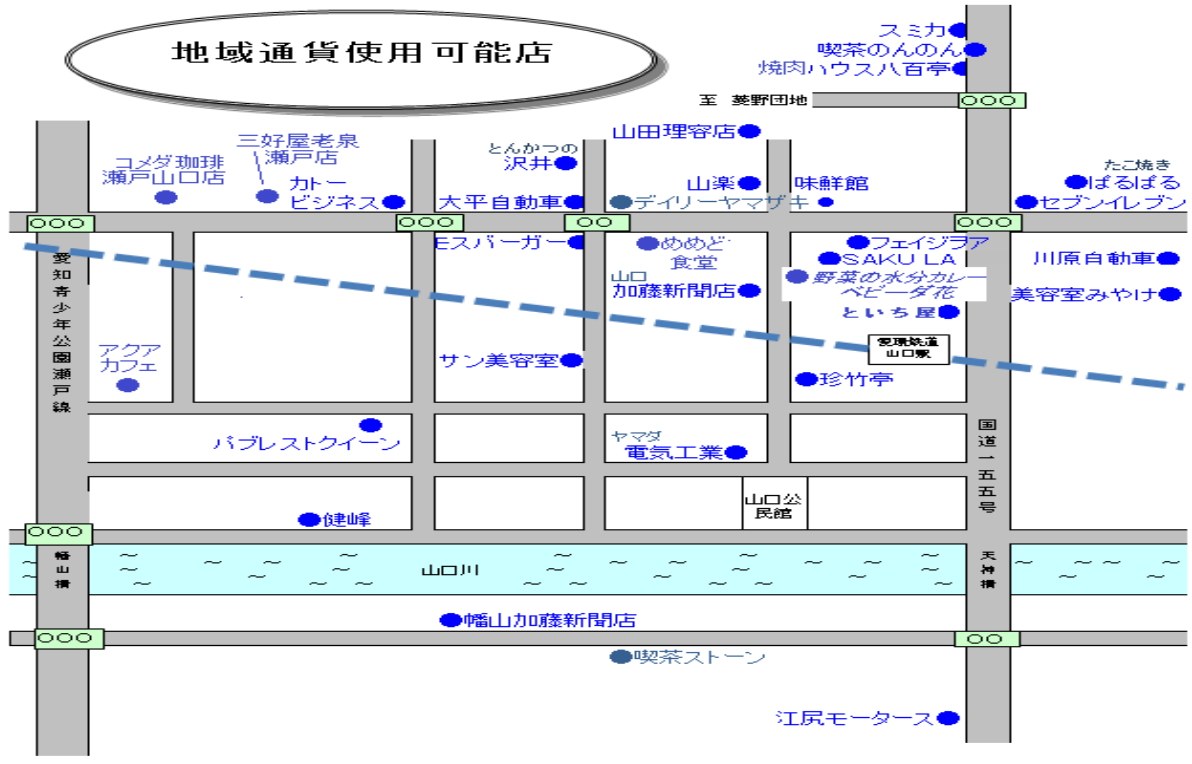 地域通貨使用可能店
スミカ
喫茶のんのん
焼肉ハウス八百亭
至 菱野団地
山田理容店
三好屋老泉
瀬戸店
コメダ珈琲
瀬戸山口店
カトー
ビジネス
とんかつの
沢井
大平自動車
山楽
味鮮館
デイリーヤマザキ
たこ焼き
ぱるぱる
セブンイレブン
Eスバーガー
めめど
食堂
山口
加藤新聞店
フェイジヲア
SAKU LA
野菜の水分カレー
ベビーダ花
といち屋
川原自動車
美容室みやけ
愛知青少年公園瀬戸線
愛環鉄道
山口駅
アクア
カフェ
サン美容室
珍竹亭
パブレストクイーン
ヤマダ
電気工業
国道一五五号
山口公
民館
健峰
幡山橋
山口川
天神橋
幡山加藤新聞店
喫茶ストーン
江尻モータース